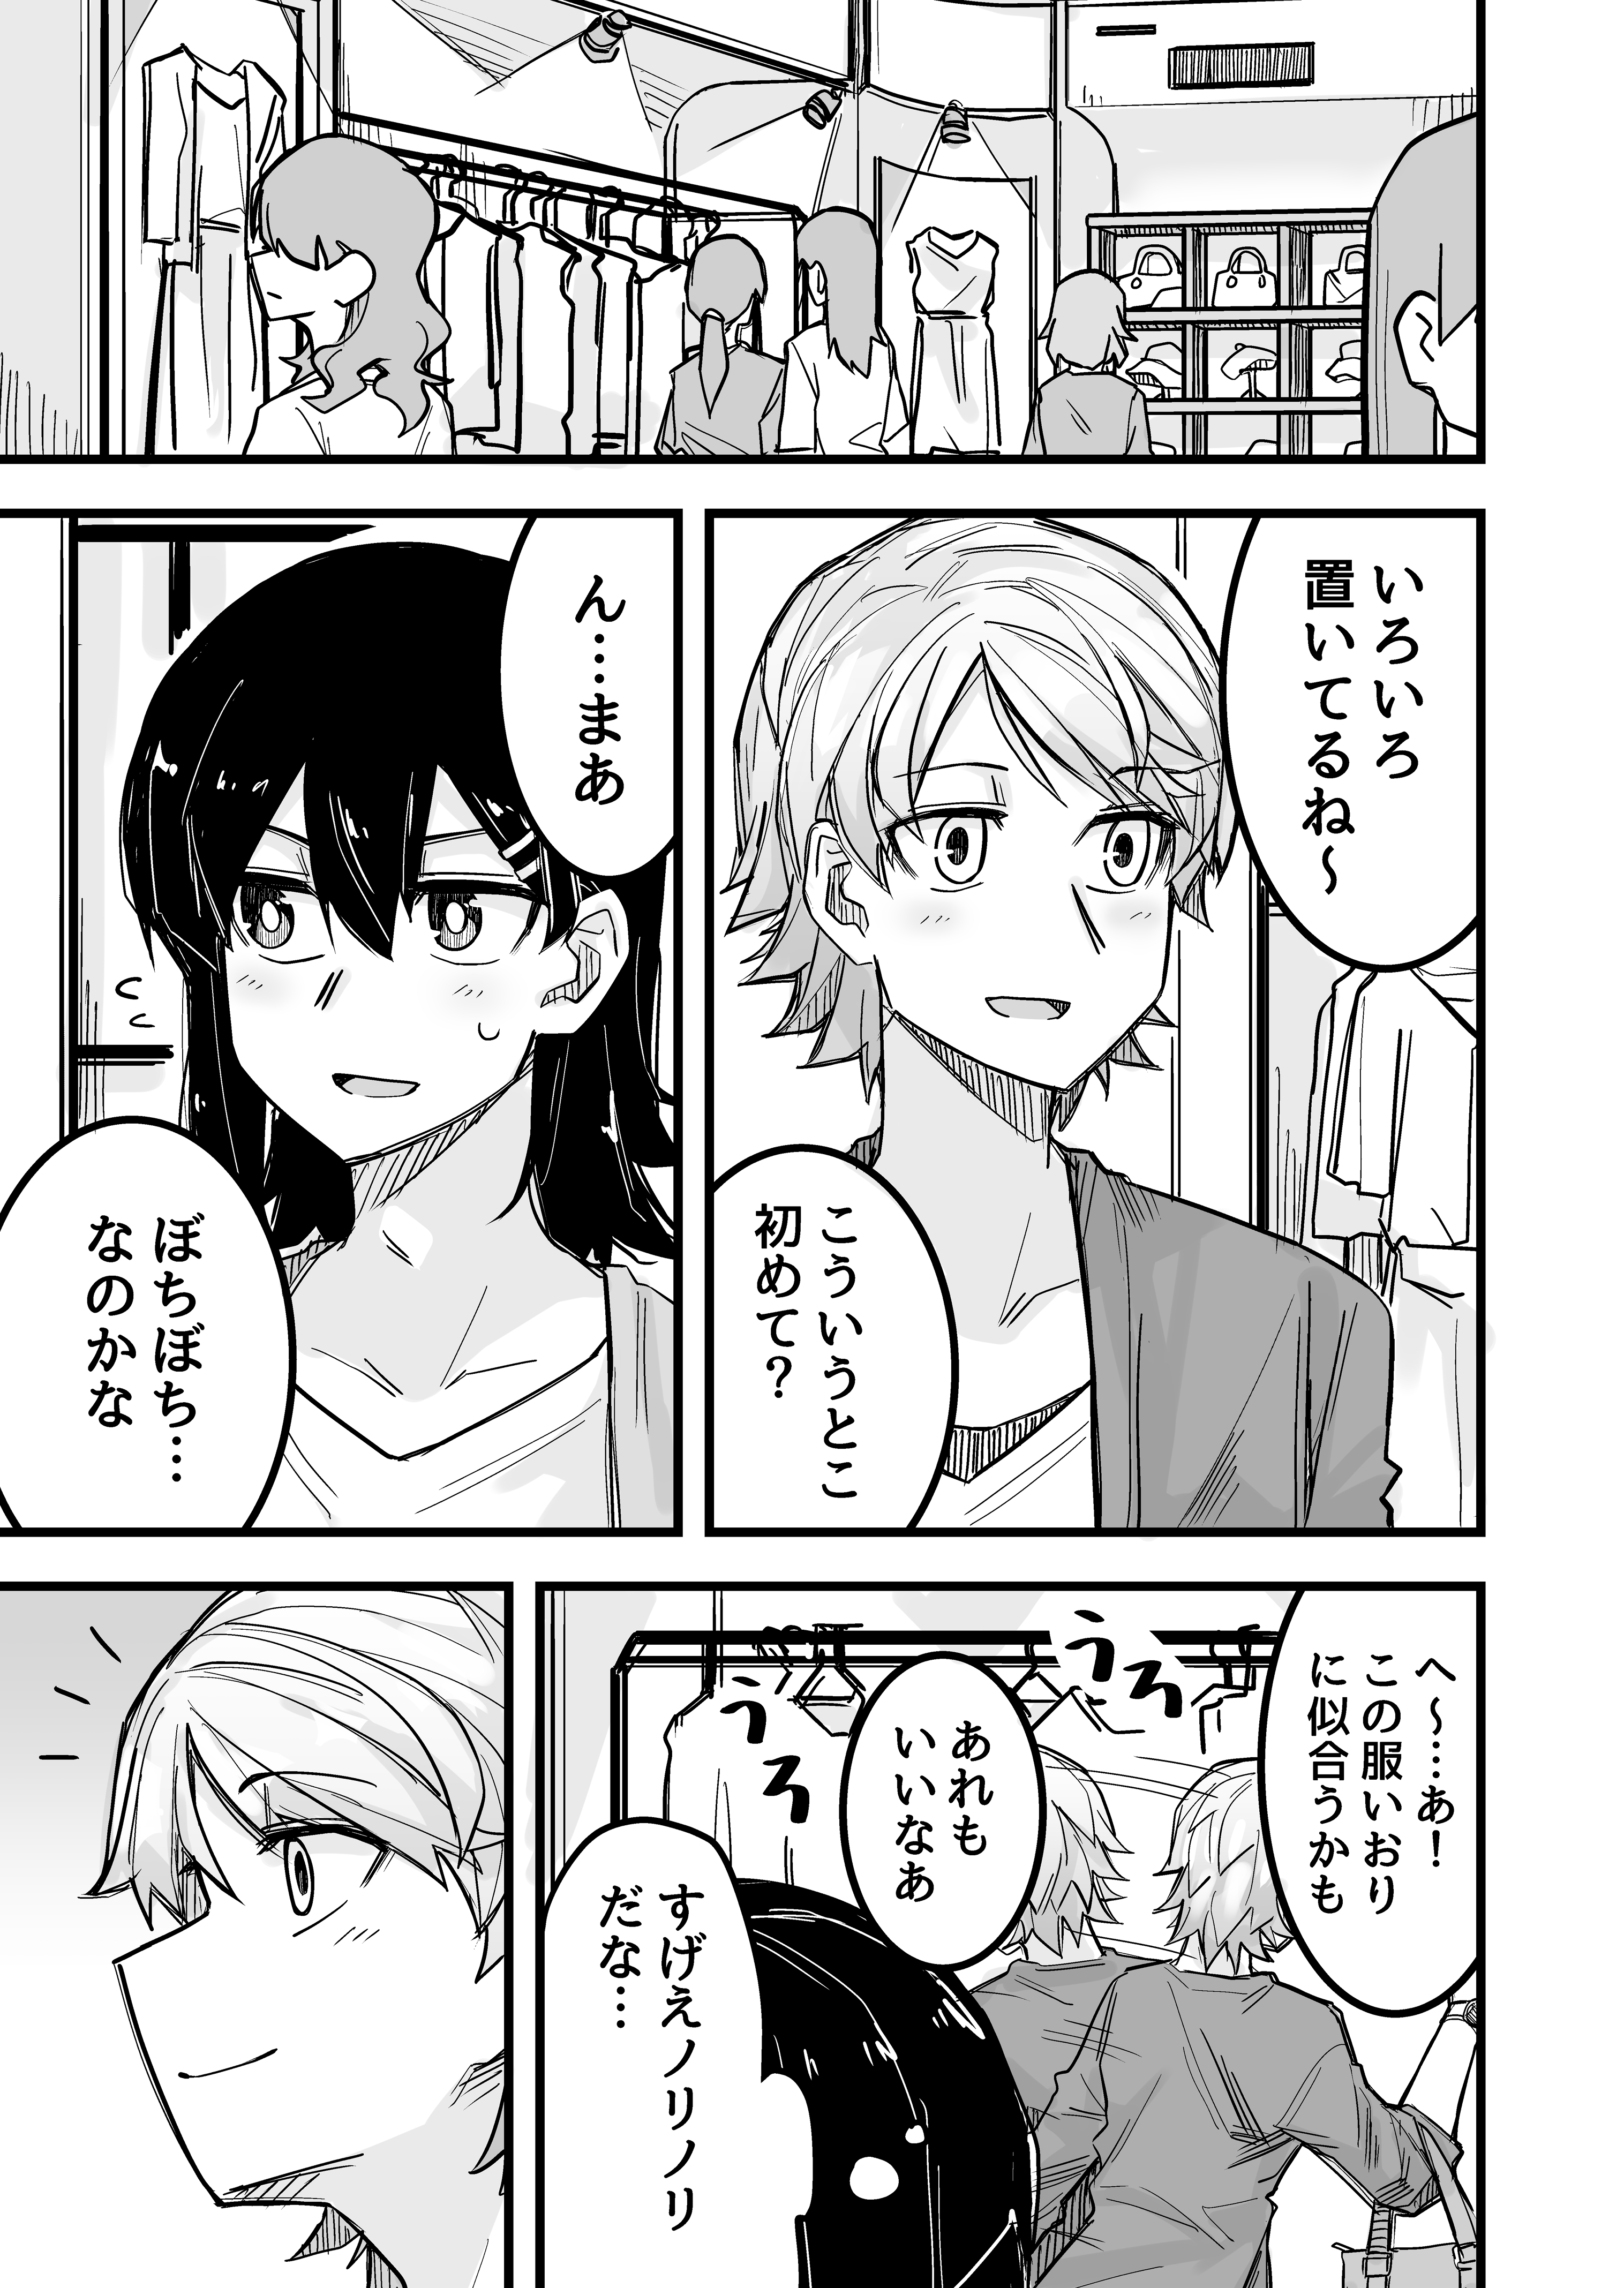 いろいろ
置いてるね〜
こういうとこ
初めて?
ん…まあ
ぼちぼち…
なのかな
へ〜…あ!
この服いおり
に似合うかも
うろ
あれも
いいなあ
うろ
すげえノリノリ
だな…